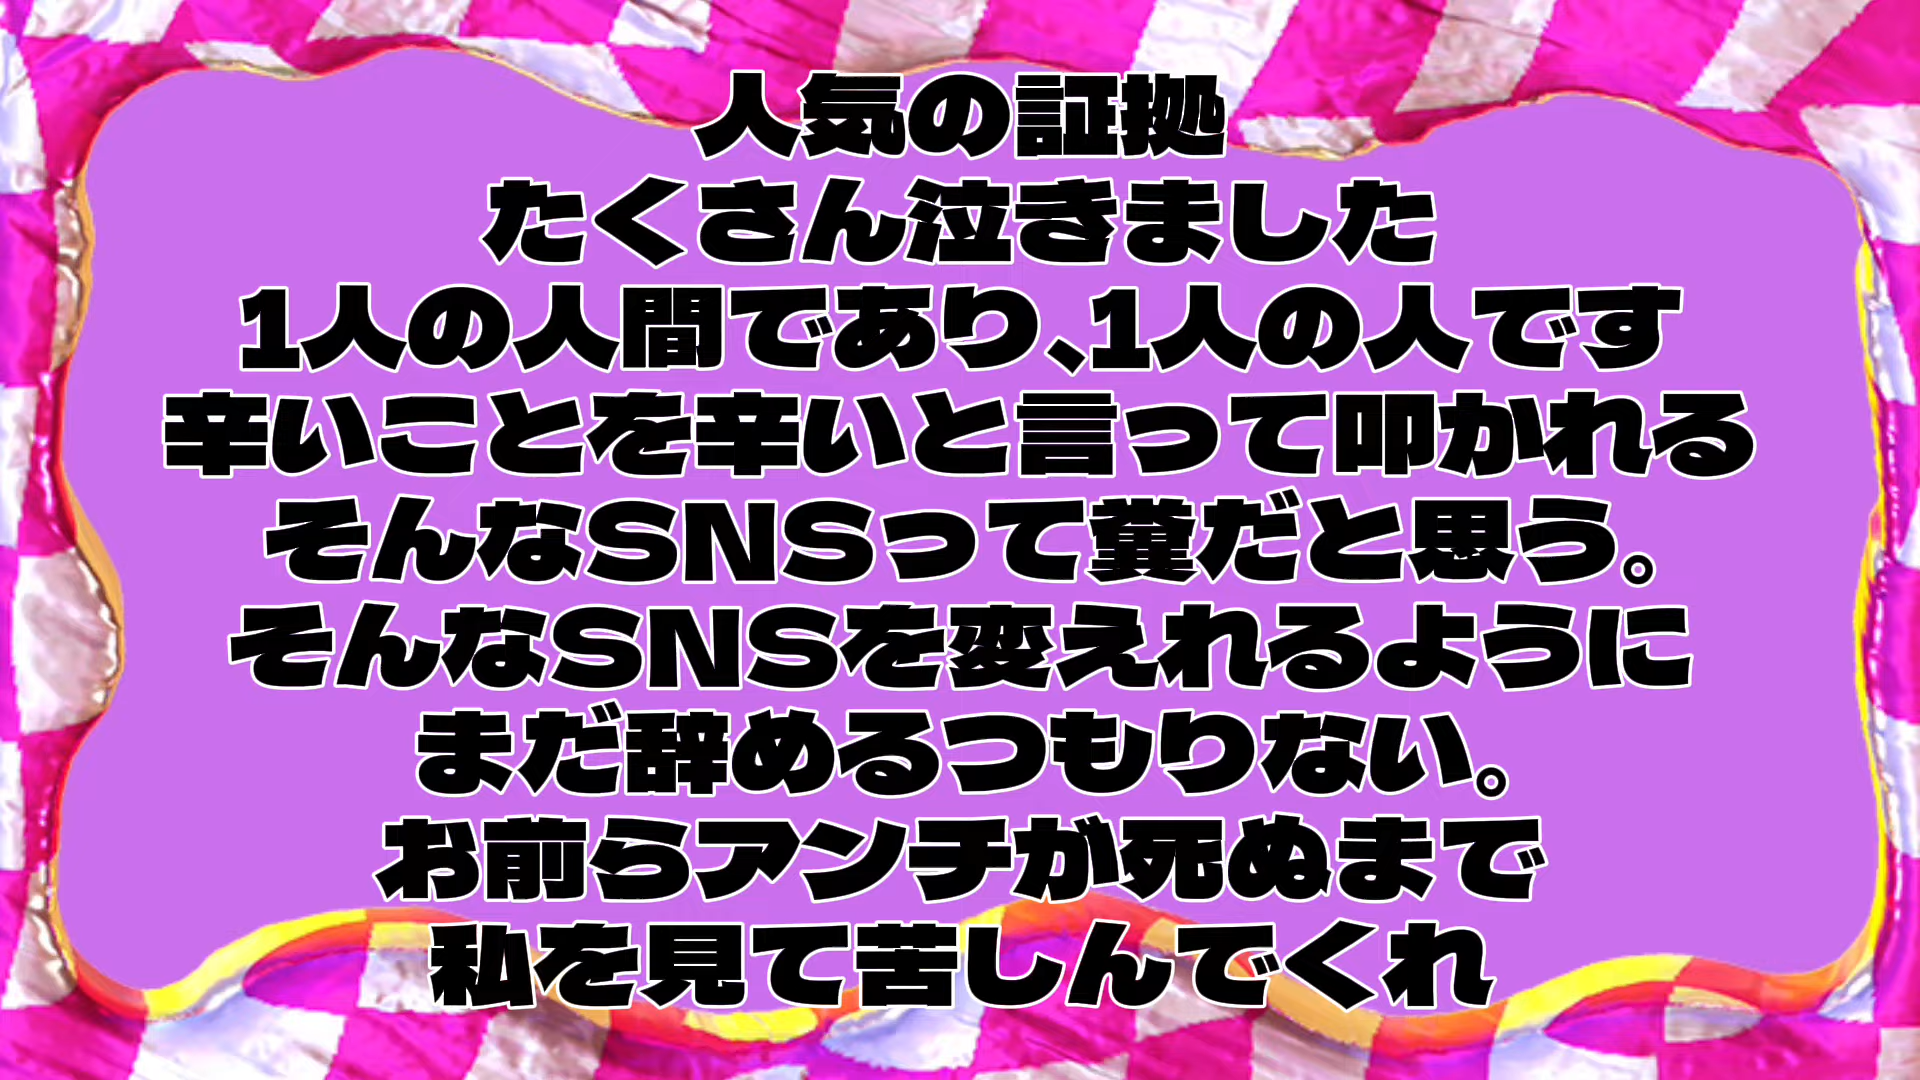 人気の証拠
たくさん泣きました
1人の人間であり、1人の人です
辛いことを辛いと言って叩かれる
そんなSNSって糞だと思う。
そんなSNSを変えれるように
まだ辞めるつもりない。
お前らアンチが死ぬまで
私を見て苦しんでくれ